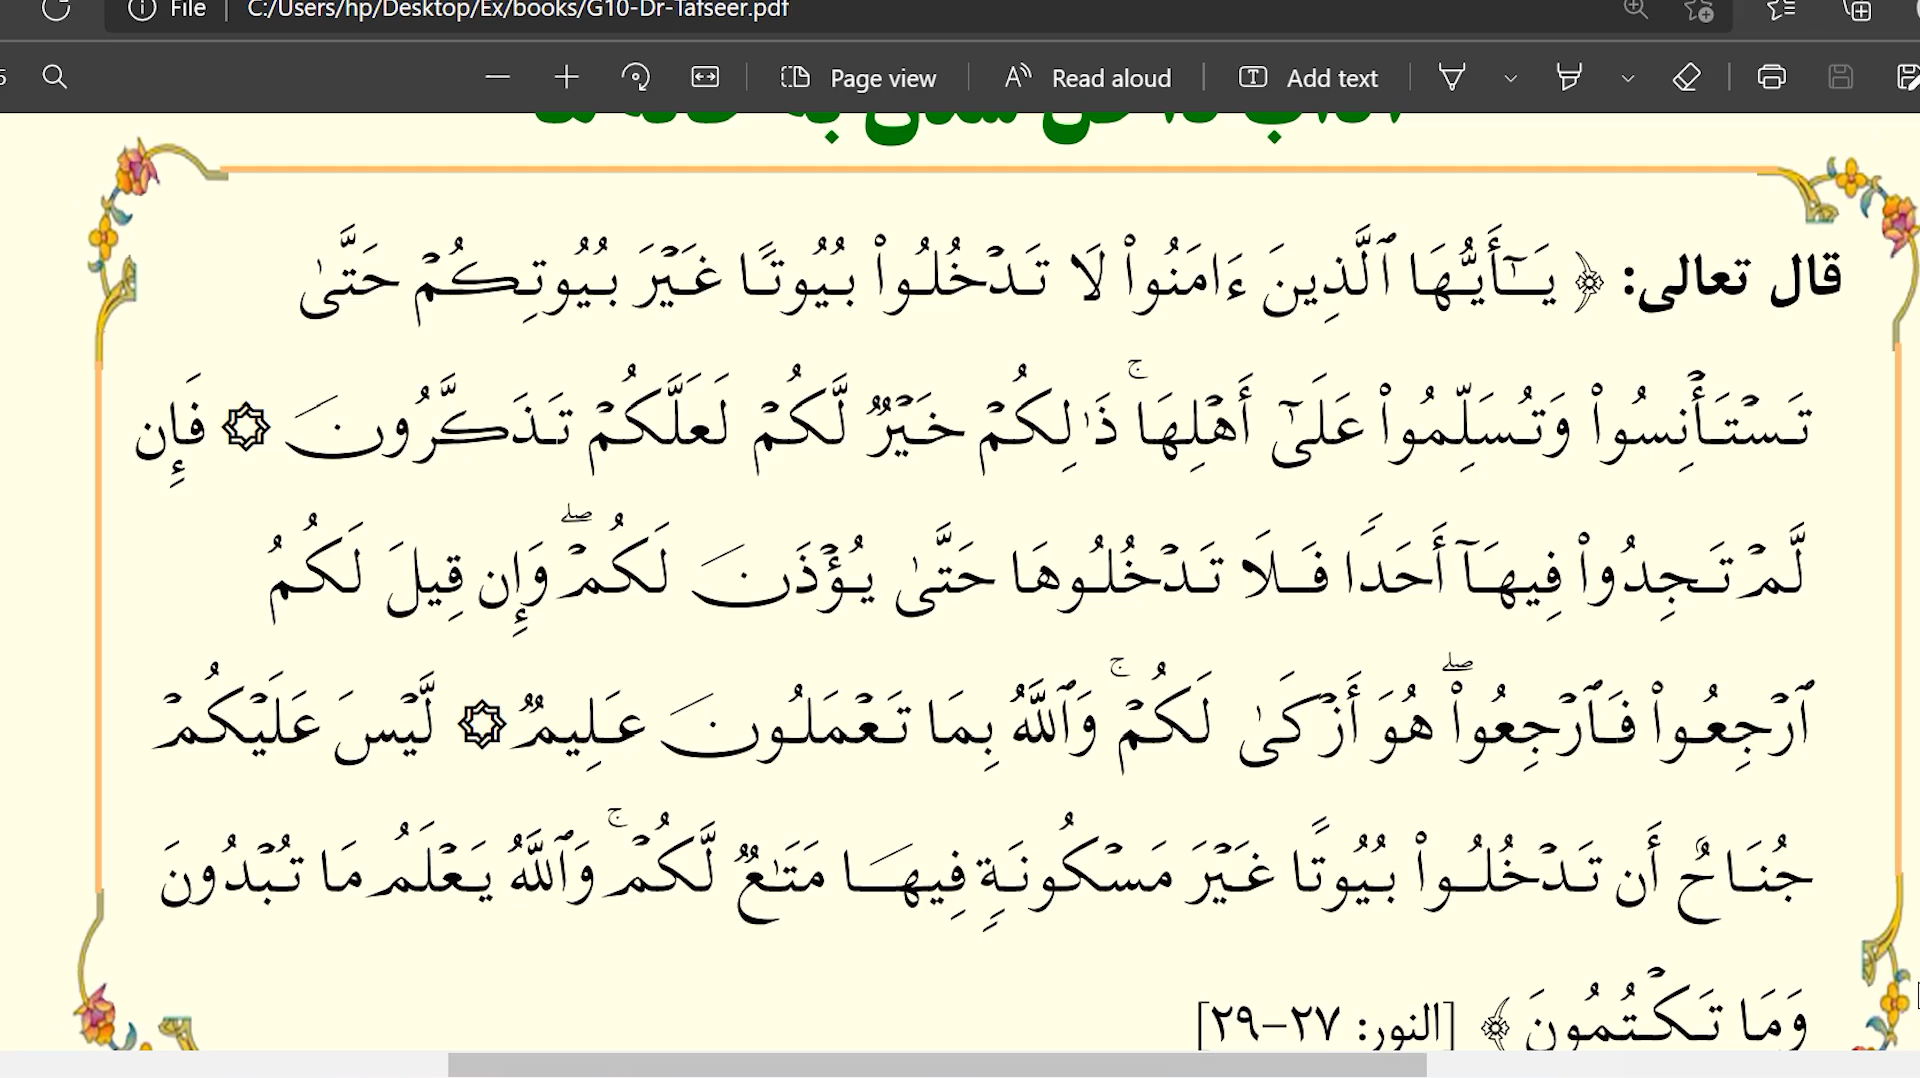 File C:/Users/hp/Desktop/Ex/books/G10-Dr-Tafseer.pdf
Page view Read aloud Add text
قال تعالى: ﴿ يَـٰٓأَيُّهَا ٱلَّذِينَ ءَامَنُوا۟ لَا تَدْخُلُوا۟ بُيُوتًا غَيْرَ بُيُوتِكُمْ حَتَّىٰ
تَسْتَأْنِسُوا۟ وَتُسَلِّمُوا۟ عَلَىٰٓ أَهْلِهَا ۚ ذَٰلِكُمْ خَيْرٌ لَّكُمْ لَعَلَّكُمْ تَذَكَّرُونَ ۞ فَإِن
لَّمْ تَجِدُوا۟ فِيهَآ أَحَدًا فَلَا تَدْخُلُوهَا حَتَّىٰ يُؤْذَنَ لَكُمْ ۖ وَإِن قِيلَ لَكُمُ
ٱرْجِعُوا۟ فَٱرْجِعُوا۟ ۖ هُوَ أَزْكَىٰ لَكُمْ ۚ وَٱللَّهُ بِمَا تَعْمَلُونَ عَلِيمٌ ۞ لَّيْسَ عَلَيْكُمْ
جُنَاحٌ أَن تَدْخُلُوا۟ بُيُوتًا غَيْرَ مَسْكُونَةٍ فِيهَا مَتَـٰعٌ لَّكُمْ ۚ وَٱللَّهُ يَعْلَمُ مَا تُبْدُونَ
وَمَا تَكْتُمُونَ ﴾ [النور: ٢٧–٢٩]